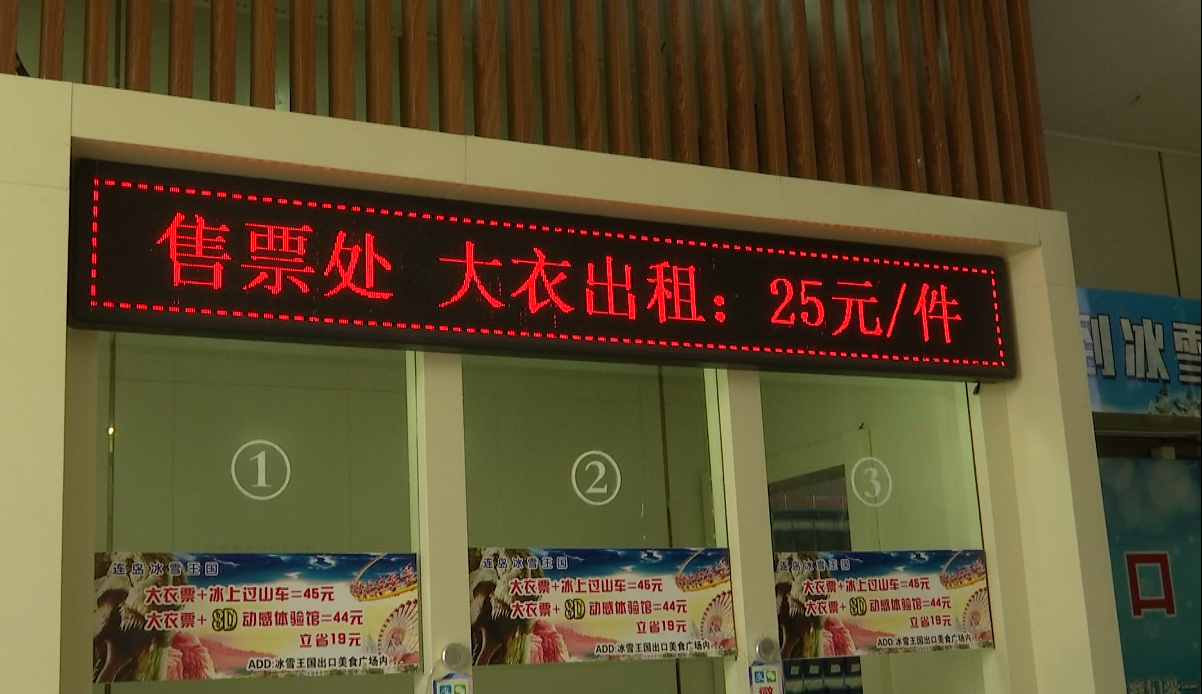 售票处 大衣出租：25元/件
到冰雪
①
②
③
连岛冰雪王国
大衣票+冰上过山车=45元
大衣票+8D动感体验馆=44元
立省19元
ADD:冰雪王国出口美食广场内
连岛冰雪王国
大衣票+冰上过山车=45元
大衣票+8D动感体验馆=44元
立省19元
ADD:冰雪王国出口美食广场内
连岛冰雪王国
大衣票+冰上过山车=45元
大衣票+8D动感体验馆=44元
立省19元
ADD:冰雪王国出口美食广场内
口
微